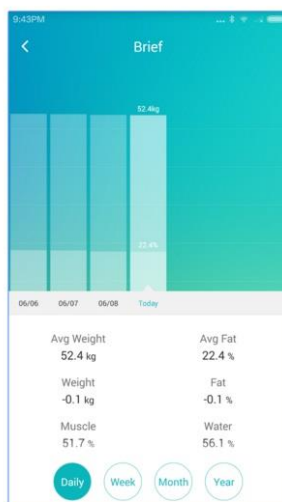 9:43PM
Brief
52.4kg
22.4%
06/06 06/07 06/08 Today
Avg Weight Avg Fat
52.4 kg 22.4 %
Weight Fat
-0.1 kg -0.1 %
Muscle Water
51.7 % 56.1 %
Daily Week Month Year